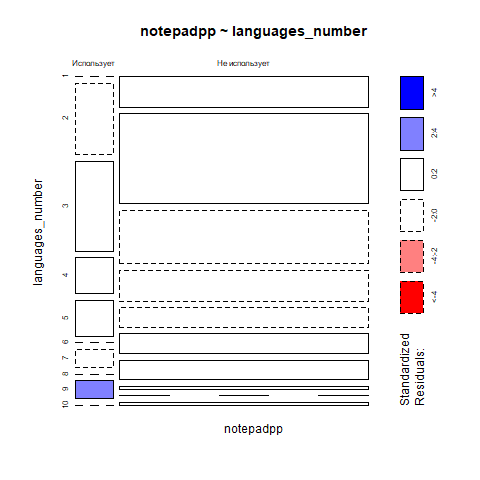 notepadpp ~ languages_number
Использует
Не использует
1
2
3
4
5
6
7
8
9
10
languages_number
notepadpp
>4
2:4
0:2
-2:0
-4:-2
<-4
Standardized
Residuals: